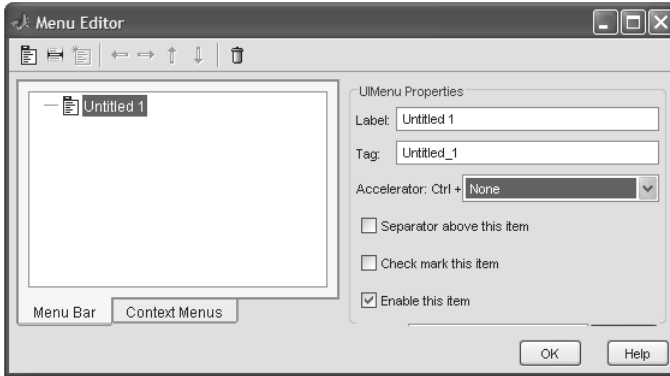 Menu Editor
Untitled 1
UIMenu Properties
Label: Untitled 1
Tag: Untitled_1
Accelerator: Ctrl + None
Separator above this item
Check mark this item
Enable this item
Menu Bar
Context Menus
OK
Help